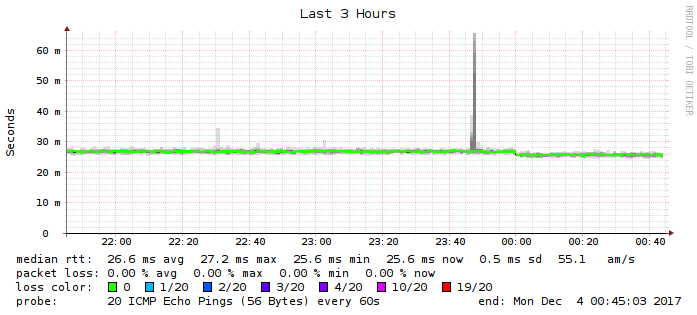 Last 3 Hours
RRDTOOL / TOBI OETIKER
Seconds
60 m
50 m
40 m
30 m
20 m
10 m
0
22:00 22:20 22:40 23:00 23:20 23:40 00:00 00:20 00:40
median rtt: 26.6 ms avg 27.2 ms max 25.6 ms min 25.6 ms now 0.5 ms sd 55.1 am/s
packet loss: 0.00 % avg 0.00 % max 0.00 % min 0.00 % now
loss color: 0 1/20 2/20 3/20 4/20 10/20 19/20
probe: 20 ICMP Echo Pings (56 Bytes) every 60s end: Mon Dec 4 00:45:03 2017